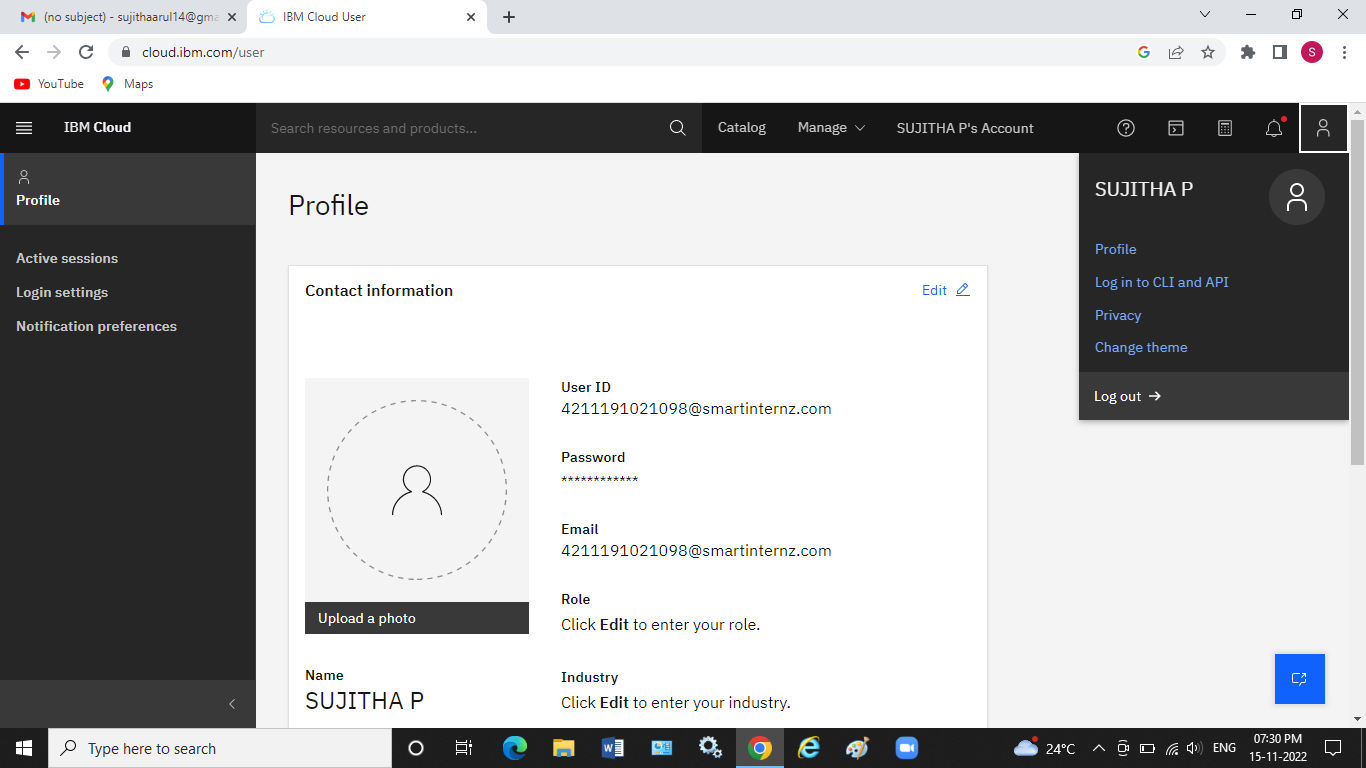 (no subject) - sujithaarul14@gma
IBM Cloud User
cloud.ibm.com/user
G
S
YouTube
Maps
IBM Cloud
Search resources and products...
Catalog
Manage
SUJITHA P's Account
Profile
Active sessions
Login settings
Notification preferences
Profile
Contact information
Edit
Upload a photo
Name
SUJITHA P
User ID
4211191021098@smartinternz.com
Password
************
Email
4211191021098@smartinternz.com
Role
Click Edit to enter your role.
Industry
Click Edit to enter your industry.
SUJITHA P
Profile
Log in to CLI and API
Privacy
Change theme
Log out →
Type here to search
24°C
ENG
07:30 PM
15-11-2022